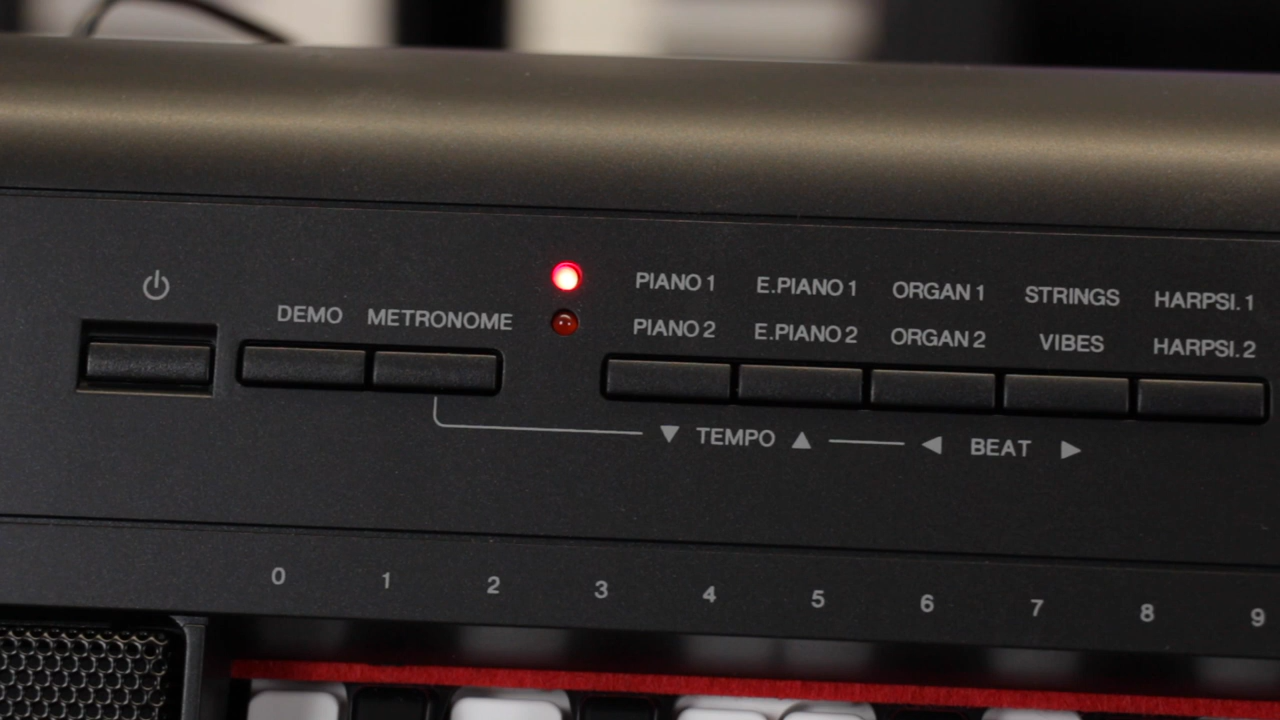 PIANO 1 E.PIANO 1 ORGAN 1 STRINGS HARPSI. 1
DEMO METRONOME PIANO 2 E.PIANO 2 ORGAN 2 VIBES HARPSI. 2
▼ TEMPO ▲ ◀ BEAT ▶
0 1 2 3 4 5 6 7 8 9